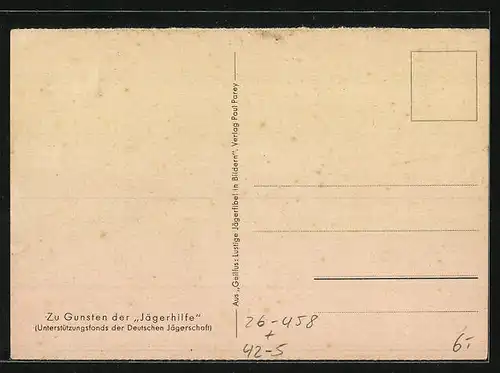 Zu Gunsten der „Jägerhilfe“
(Unterstützungsfonds der Deutschen Jägerschaft)
Aus „Geilfus: Lustige Jägerfibel in Bildern“, Verlag Paul Parey
26-458
+
42-5
6,-